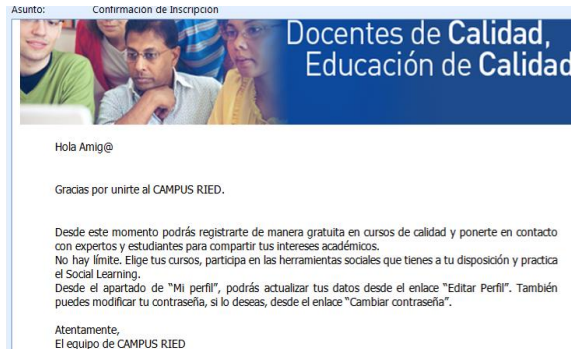 Asunto: Confirmación de Inscripción
Docentes de Calidad,
Educación de Calidad
Hola Amig@
Gracias por unirte al CAMPUS RIED.
Desde este momento podrás registrarte de manera gratuita en cursos de calidad y ponerte en contacto
con expertos y estudiantes para compartir tus intereses académicos.
No hay límite. Elige tus cursos, participa en las herramientas sociales que tienes a tu disposición y practica
el Social Learning.
Desde el apartado de “Mi perfil”, podrás actualizar tus datos desde el enlace “Editar Perfil”. También
puedes modificar tu contraseña, si lo deseas, desde el enlace “Cambiar contraseña”.
Atentamente,
El equipo de CAMPUS RIED